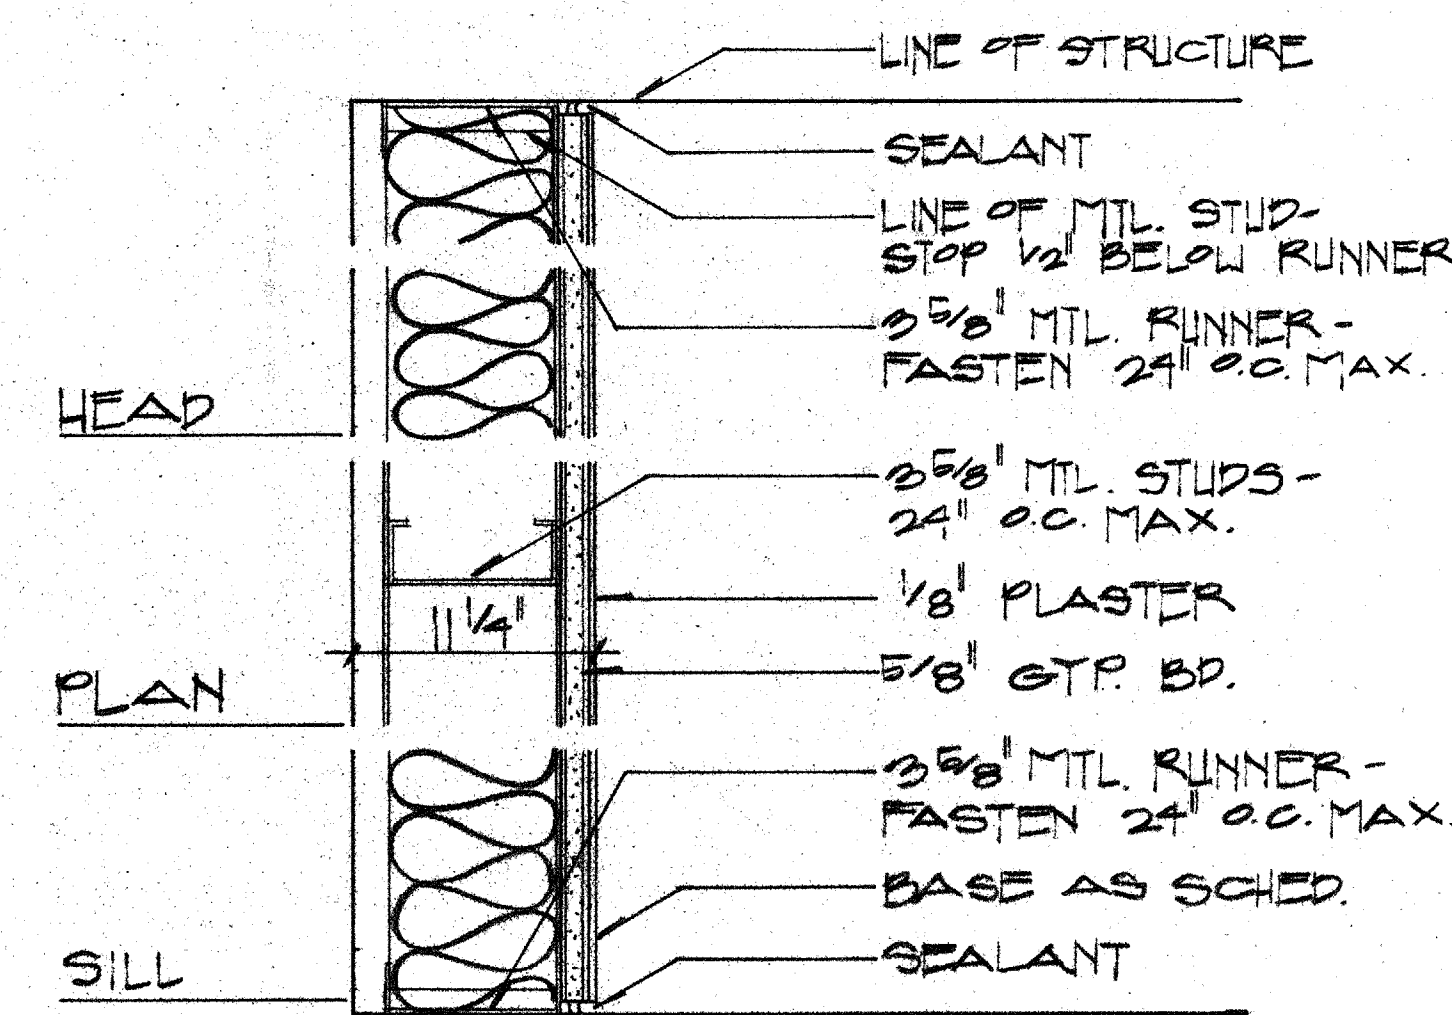 LINE OF STRUCTURE
SEALANT
LINE OF MTL. STUD-
STOP 1/2" BELOW RUNNER
3 5/8" MTL. RUNNER -
FASTEN 24" O.C. MAX.
HEAD
3 5/8" MTL. STUDS -
24" O.C. MAX.
1/8" PLASTER
11 1/4"
5/8" GYP. BD.
PLAN
3 5/8" MTL. RUNNER -
FASTEN 24" O.C. MAX.
BASE AS SCHED.
SEALANT
SILL